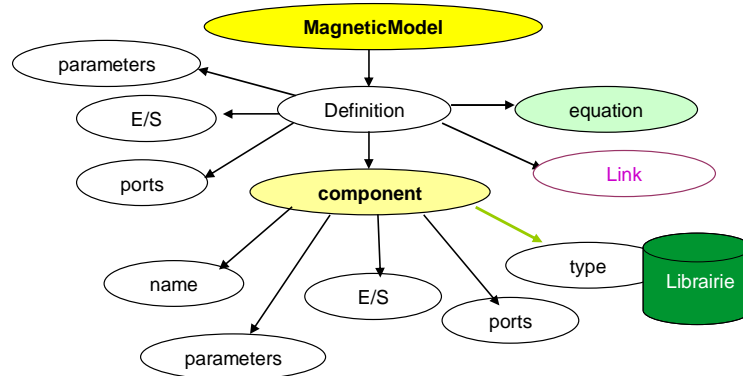 MagneticModel
parameters
E/S
Definition
equation
ports
Link
component
name
E/S
type
Librairie
ports
parameters